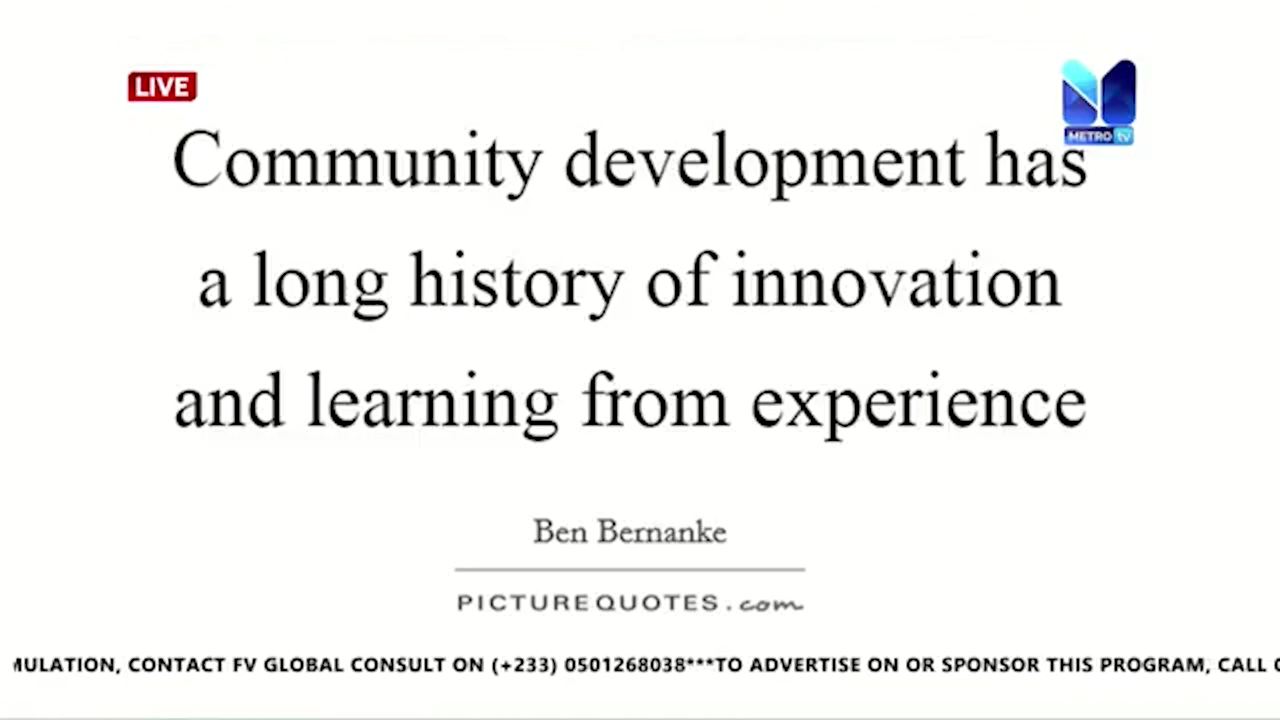 LIVE
METRO tv
Community development has
a long history of innovation
and learning from experience
Ben Bernanke
PICTUREQUOTES.com
MULATION, CONTACT FV GLOBAL CONSULT ON (+233) 0501268038***TO ADVERTISE ON OR SPONSOR THIS PROGRAM, CALL